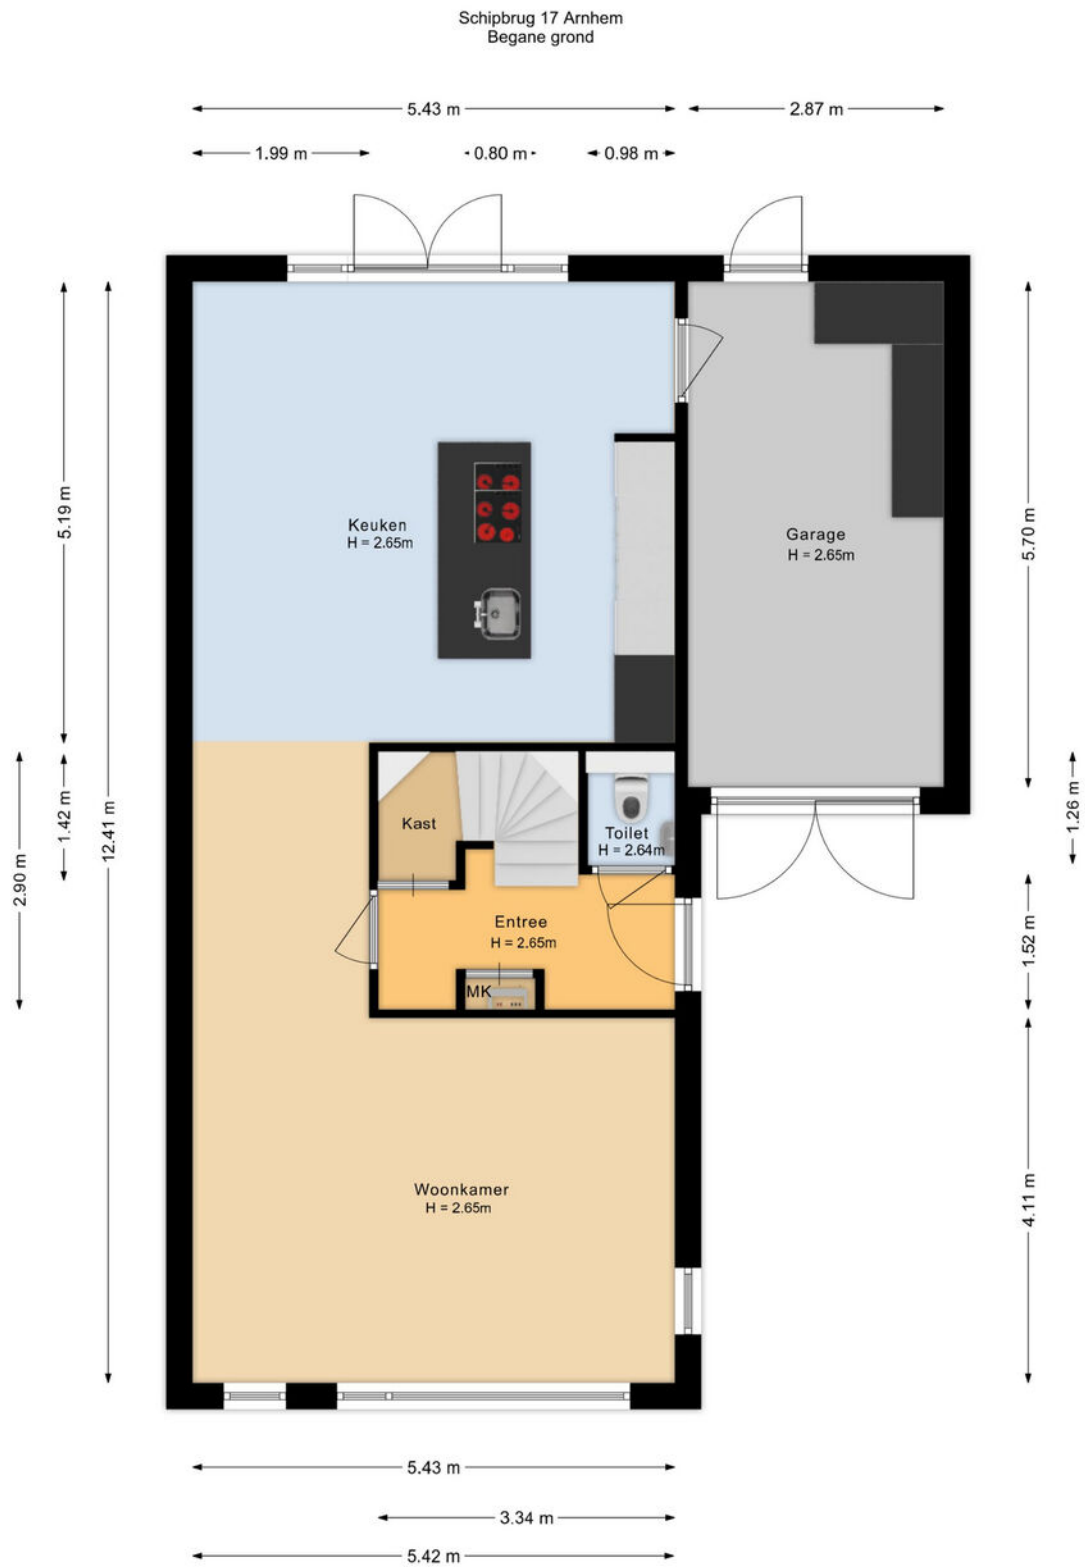 Schipbrug 17 Arnhem
Begane grond
5.43 m
2.87 m
1.99 m
0.80 m
0.98 m
5.19 m
12.41 m
1.42 m
2.90 m
Keuken
H = 2.65m
Garage
H = 2.65m
5.70 m
1.26 m
Kast
Toilet
H = 2.64m
Entree
H = 2.65m
MK
1.52 m
4.11 m
Woonkamer
H = 2.65m
5.43 m
3.34 m
5.42 m